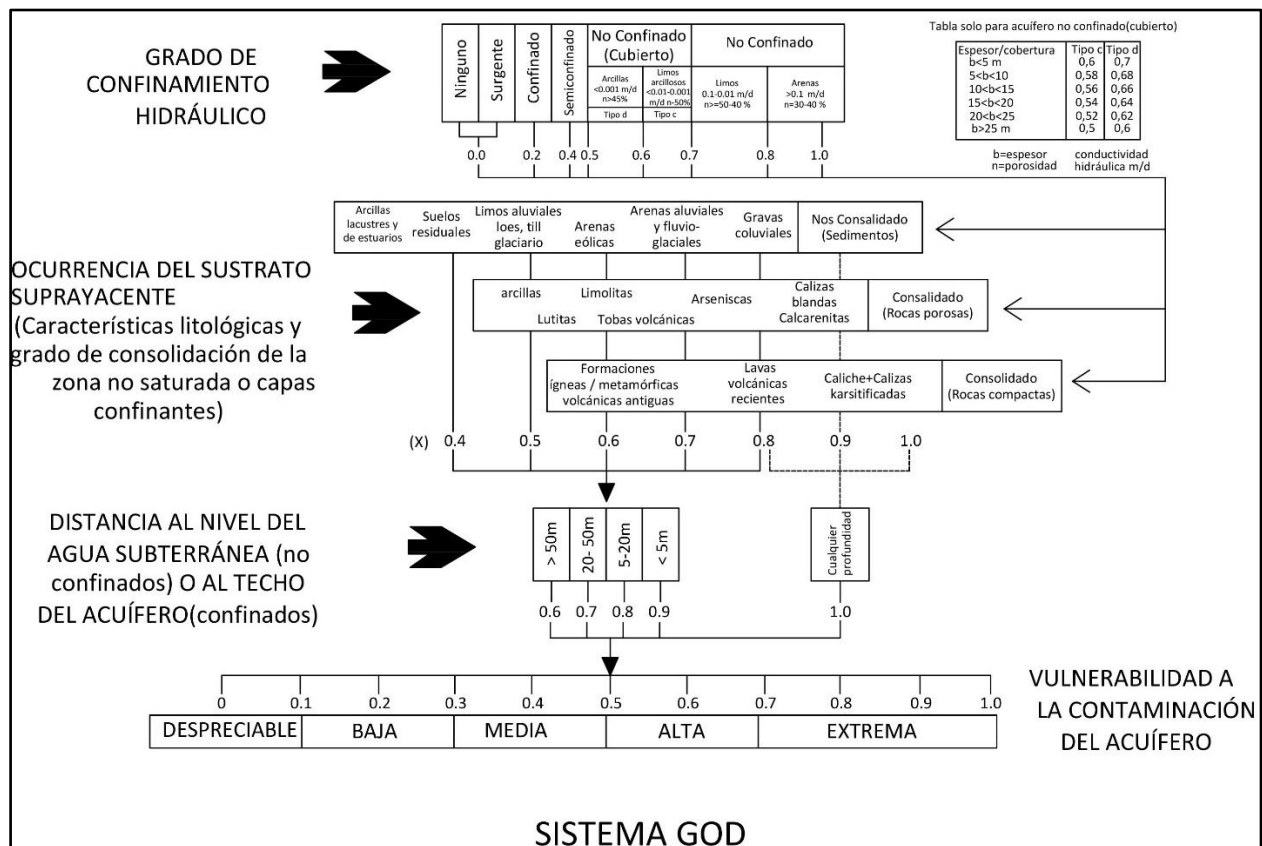 GRADO DE
CONFINAMIENTO
HIDRÁULICO
Ninguno
Surgente
Confinado
Semiconfinado
No Confinado
(Cubierto)
Arcillas
<0.001 m/d
n>45%
Tipo d
Limos
arcillosos
<0.01-0.001
m/d n-50%
Tipo c
No Confinado
Limos
0.1-0.01 m/d
n>=50-40 %
Arenas
>0.1 m/d
n=30-40 %
0.0 0.2 0.4 0.5 0.6 0.7 0.8 1.0
Tabla solo para acuífero no confinado(cubierto)
Espesor/cobertura Tipo c Tipo d
b<5 m 0,6 0,7
5<b<10 0,58 0,68
10<b<15 0,56 0,66
15<b<20 0,54 0,64
20<b<25 0,52 0,62
b>25 m 0,5 0,6
b=espesor conductividad
n=porosidad hidráulica m/d
OCURRENCIA DEL SUSTRATO
SUPRAYACENTE
(Características litológicas y
grado de consolidación de la
zona no saturada o capas
confinantes)
Arcillas
lacustres y
de estuarios
Suelos
residuales
Limos aluviales
loes, till
glaciario
Arenas
eólicas
Arenas aluviales
y fluvio-
glaciales
Gravas
coluviales
Nos Consalidado
(Sedimentos)
arcillas
Lutitas
Limolitas
Tobas volcánicas
Arseniscas
Calizas
blandas
Calcarenitas
Consalidado
(Rocas porosas)
Formaciones
ígneas / metamórficas
volcánicas antiguas
Lavas
volcánicas
recientes
Caliche+Calizas
karsitificadas
Consolidado
(Rocas compactas)
(X) 0.4 0.5 0.6 0.7 0.8 0.9 1.0
DISTANCIA AL NIVEL DEL
AGUA SUBTERRÁNEA (no
confinados) O AL TECHO
DEL ACUÍFERO(confinados)
> 50m
20- 50m
5-20m
< 5m
Cualquier
profundidad
0.6 0.7 0.8 0.9 1.0
0 0.1 0.2 0.3 0.4 0.5 0.6 0.7 0.8 0.9 1.0
DESPRECIABLE BAJA MEDIA ALTA EXTREMA
VULNERABILIDAD A
LA CONTAMINACIÓN
DEL ACUÍFERO
SISTEMA GOD